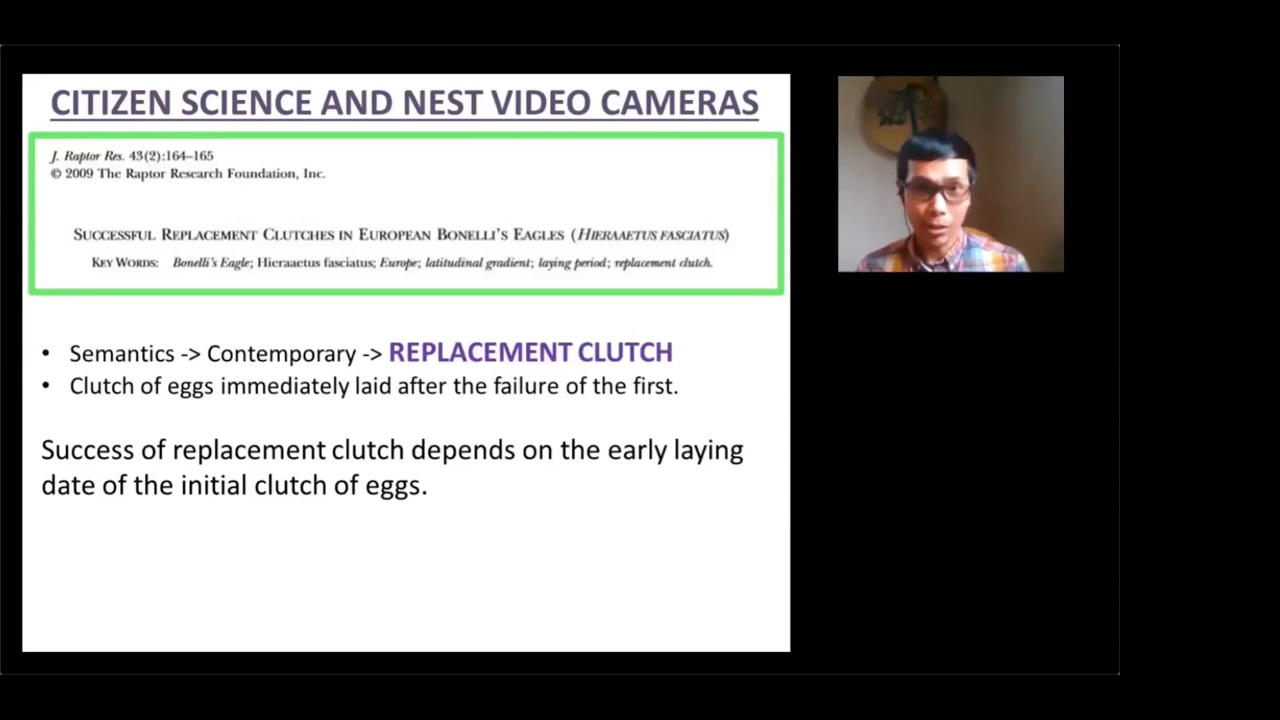 CITIZEN SCIENCE AND NEST VIDEO CAMERAS
J. Raptor Res. 43(2):164–165
© 2009 The Raptor Research Foundation, Inc.
SUCCESSFUL REPLACEMENT CLUTCHES IN EUROPEAN BONELLI'S EAGLES (HIERAAETUS FASCIATUS)
KEY WORDS: Bonelli's Eagle; Hieraaetus fasciatus; Europe; latitudinal gradient; laying period; replacement clutch.
• Semantics -> Contemporary -> REPLACEMENT CLUTCH
• Clutch of eggs immediately laid after the failure of the first.
Success of replacement clutch depends on the early laying
date of the initial clutch of eggs.